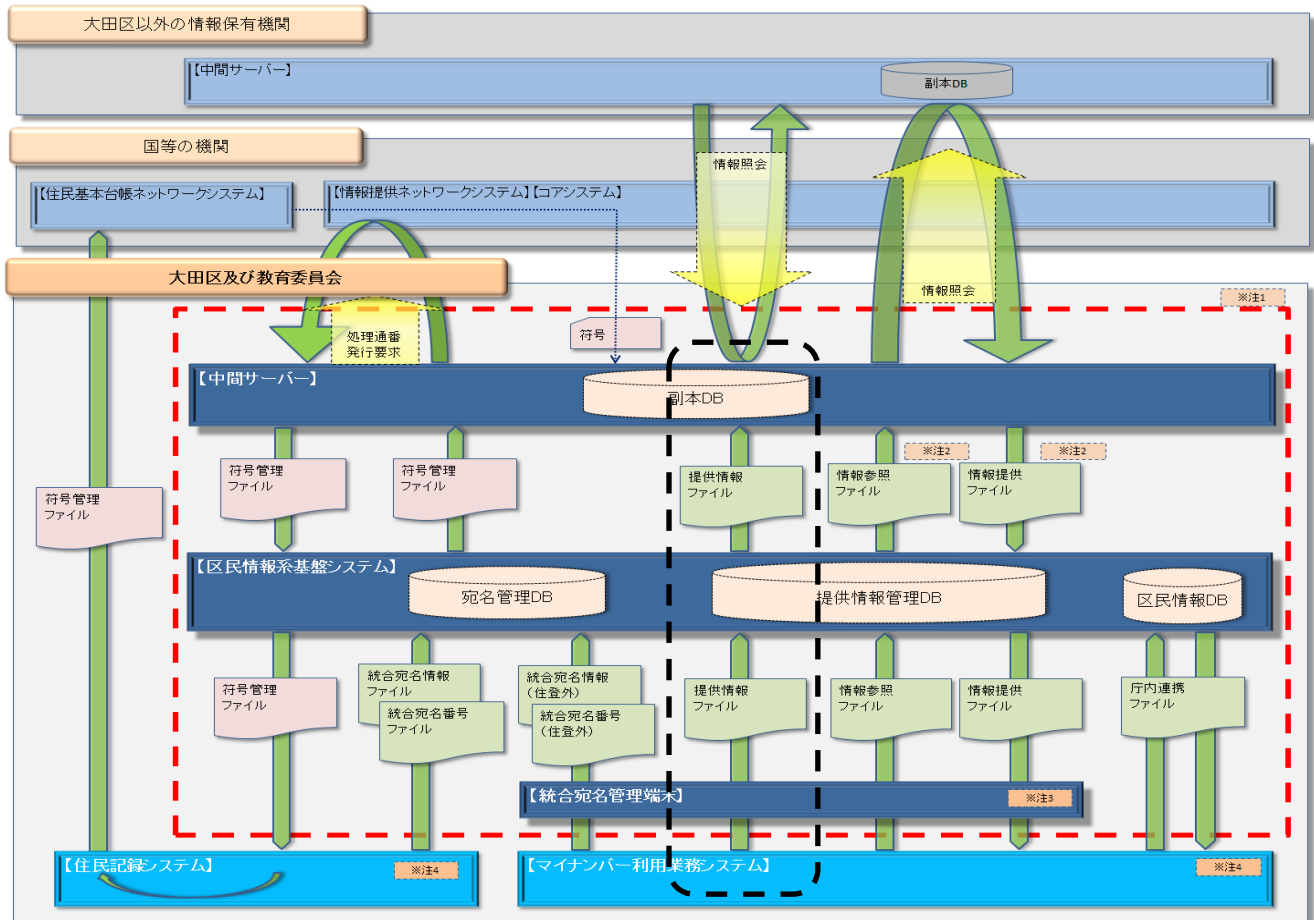 大田区以外の情報保有機関
【中間サーバー】
副本DB
国等の機関
情報照会
【住民基本台帳ネットワークシステム】
【情報提供ネットワークシステム】【コアシステム】
大田区及び教育委員会
情報照会
※注1
処理通番
発行要求
符号
【中間サーバー】
副本DB
※注2
※注2
符号管理
ファイル
符号管理
ファイル
符号管理
ファイル
提供情報
ファイル
情報参照
ファイル
情報提供
ファイル
【区民情報系基盤システム】
宛名管理DB
提供情報管理DB
区民情報DB
符号管理
ファイル
統合宛名情報
ファイル
統合宛名番号
ファイル
統合宛名情報
(住登外)
統合宛名番号
(住登外)
提供情報
ファイル
情報参照
ファイル
情報提供
ファイル
庁内連携
ファイル
【統合宛名管理端末】
※注3
【住民記録システム】
※注4
【マイナンバー利用業務システム】
※注4